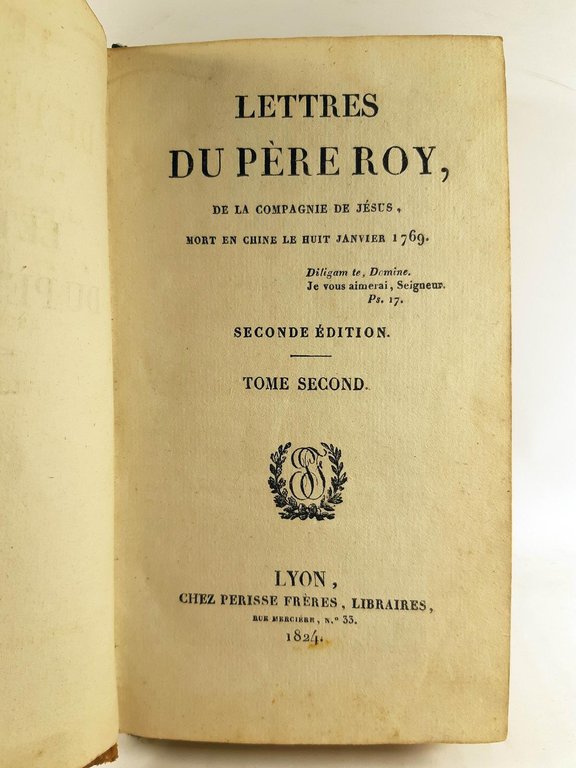 LETTRES
DU PÈRE ROY,
DE LA COMPAGNIE DE JÉSUS,
MORT EN CHINE LE HUIT JANVIER 1769.
Diligam te, Domine.
Je vous aimerai, Seigneur.
Ps. 17.
SECONDE ÉDITION.
TOME SECOND.
LYON,
CHEZ PERISSE FRÈRES, LIBRAIRES,
RUE MERCIÈRE, N.º 33.
1824.